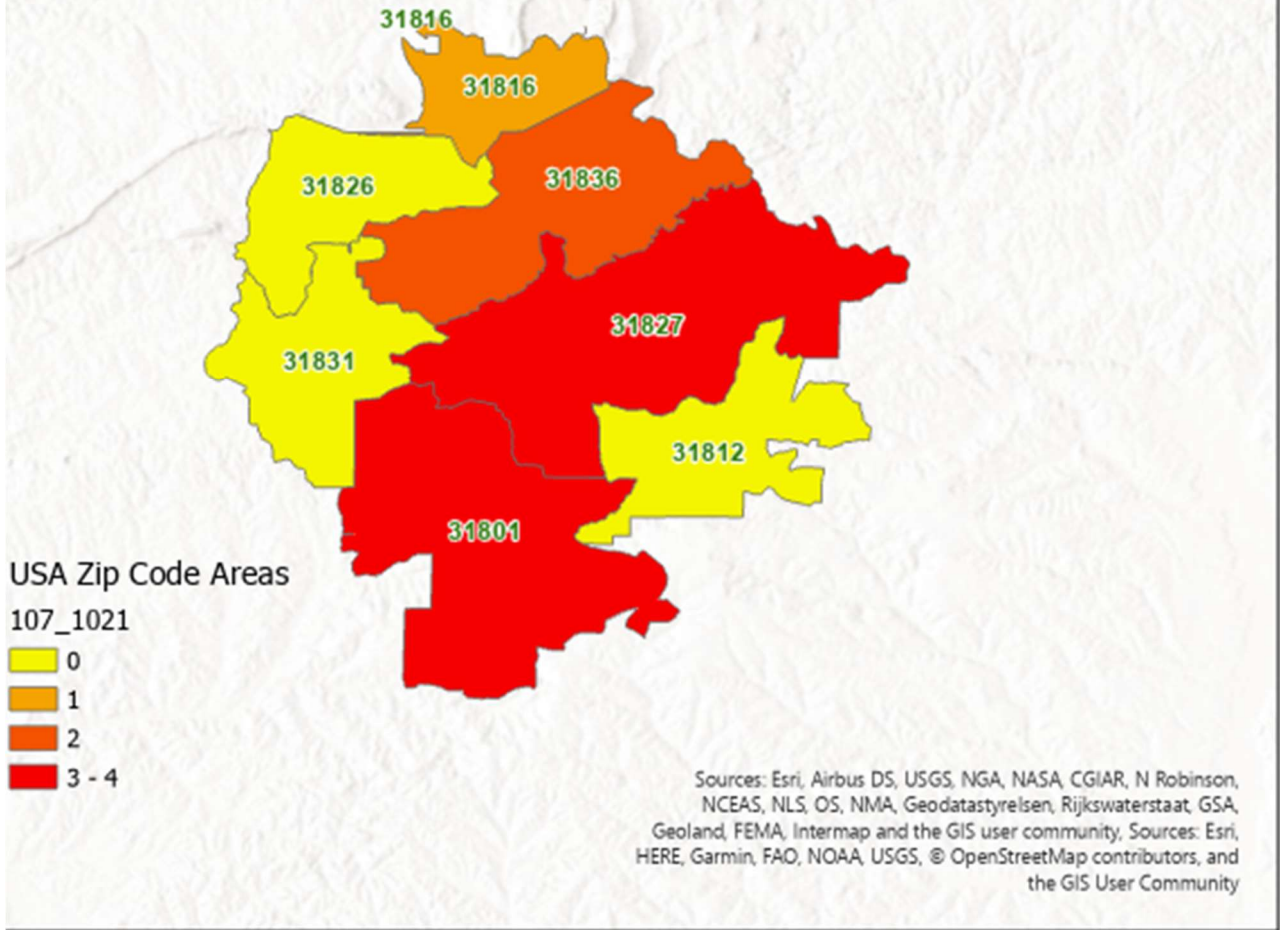 31816
31816
31836
31826
31827
31831
31812
31801
USA Zip Code Areas
107_1021
0
1
2
3 - 4
Sources: Esri, Airbus DS, USGS, NGA, NASA, CGIAR, N Robinson,
NCEAS, NLS, OS, NMA, Geodatastyrelsen, Rijkswaterstaat, GSA,
Geoland, FEMA, Intermap and the GIS user community, Sources: Esri,
HERE, Garmin, FAO, NOAA, USGS, © OpenStreetMap contributors, and
the GIS User Community